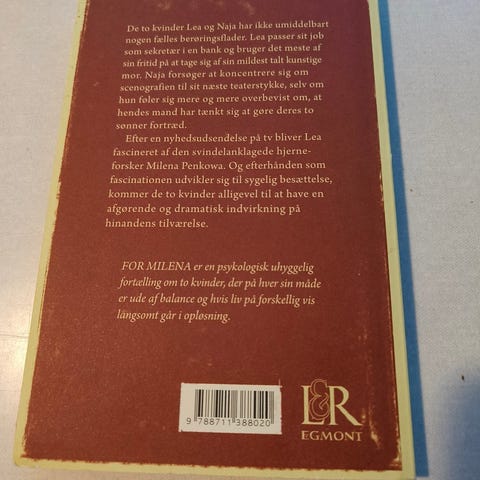 De to kvinder Lea og Naja har ikke umiddelbart
nogen fælles berøringsflader. Lea passer sit job
som sekretær i en bank og bruger det meste af
sin fritid på at tage sig af sin mildest talt kunstige
mor. Naja forsøger at koncentrere sig om
scenografien til sit næste teaterstykke, selv om
hun føler sig mere og mere overbevist om, at
hendes mand har tænkt sig at gøre deres to
sønner fortræd.
Efter en nyhedsudsendelse på tv bliver Lea
fascineret af den svindelanklagede hjerne-
forsker Milena Penkowa. Og efterhånden som
fascinationen udvikler sig til sygelig besættelse,
kommer de to kvinder alligevel til at have en
afgørende og dramatisk indvirkning på
hinandens tilværelse.
FOR MILENA er en psykologisk uhyggelig
fortælling om to kvinder, der på hver sin måde
er ude af balance og hvis liv på forskellig vis
langsomt går i opløsning.
9 788711 388020
L&R
EGMONT